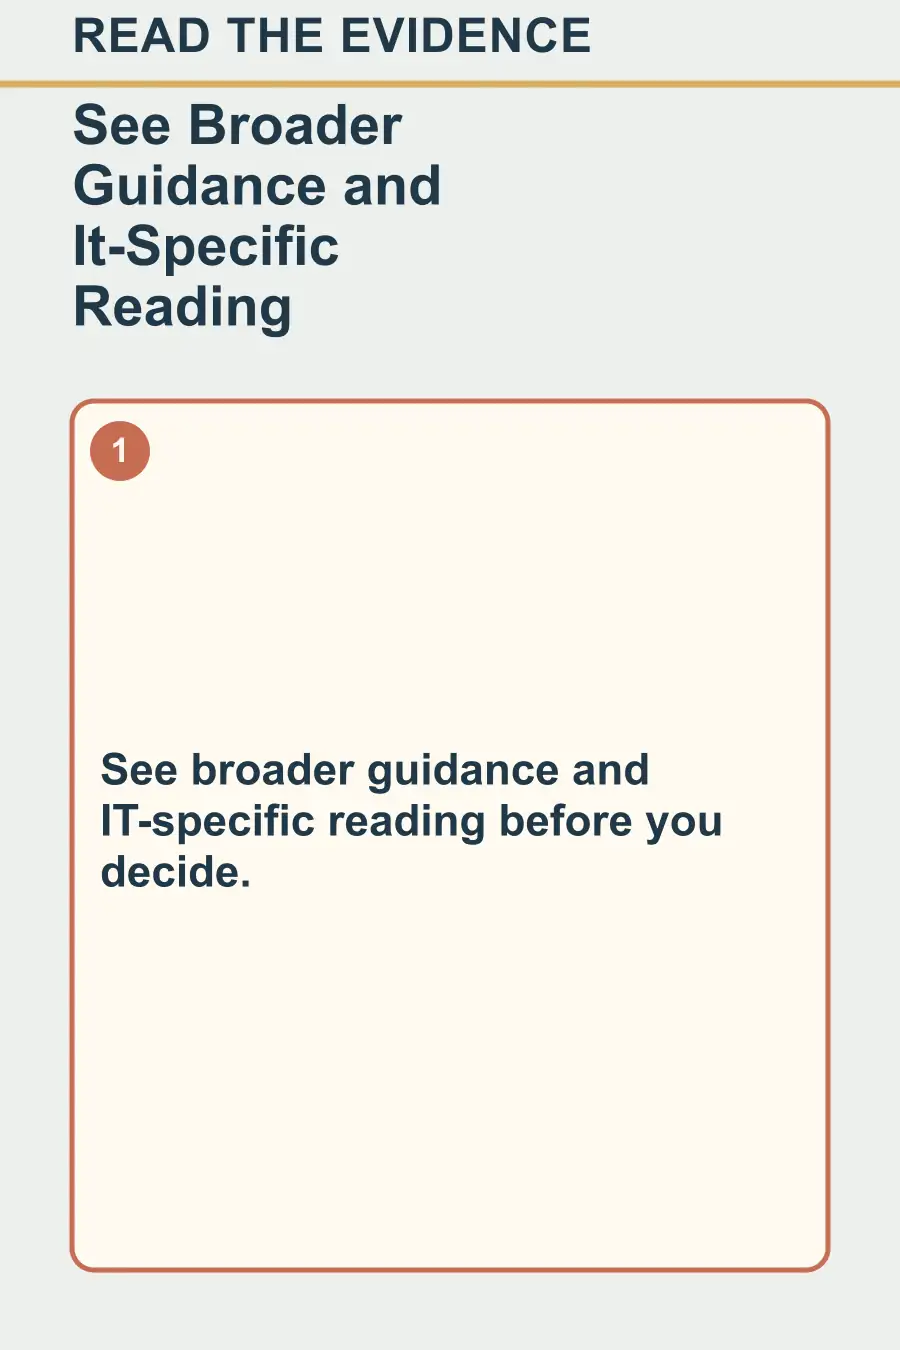 READ THE EVIDENCE
See Broader
Guidance and
It-Specific
Reading
1
See broader guidance and
IT-specific reading before you
decide.